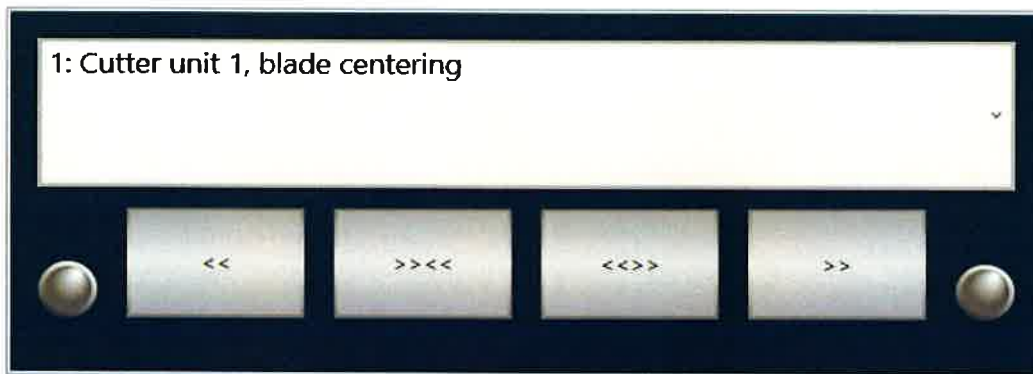 1: Cutter unit 1, blade centering
<< >><< <<>> >>